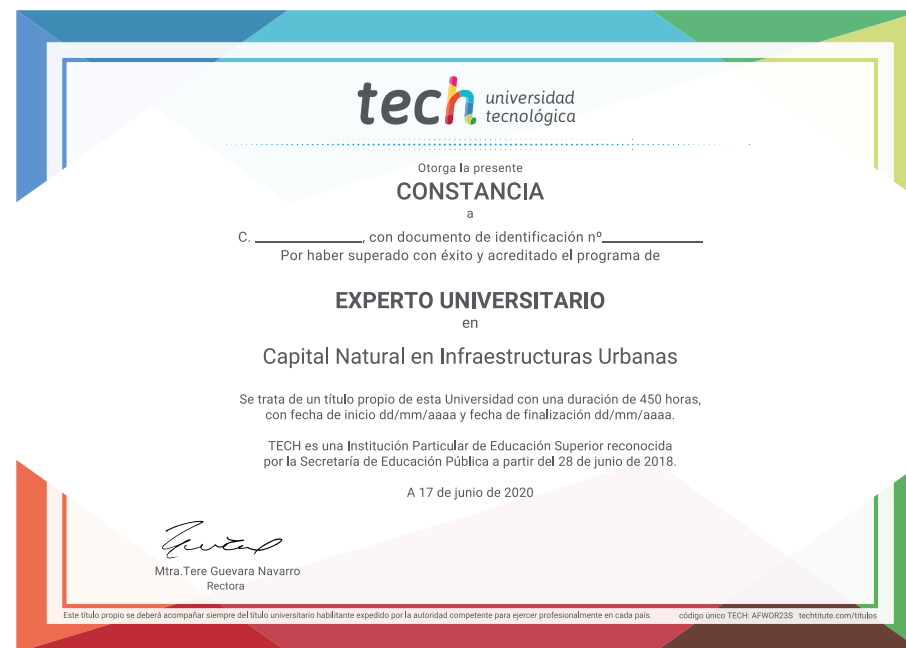 tech universidad
tecnológica
Otorga la presente
CONSTANCIA
a
C. ______________, con documento de identificación nº_____________
Por haber superado con éxito y acreditado el programa de
EXPERTO UNIVERSITARIO
en
Capital Natural en Infraestructuras Urbanas
Se trata de un título propio de esta Universidad con una duración de 450 horas,
con fecha de inicio dd/mm/aaaa y fecha de finalización dd/mm/aaaa.
TECH es una Institución Particular de Educación Superior reconocida
por la Secretaría de Educación Pública a partir del 28 de junio de 2018.
A 17 de junio de 2020
Mtra.Tere Guevara Navarro
Rectora
Este título propio se deberá acompañar siempre del título universitario habilitante expedido por la autoridad competente para ejercer profesionalmente en cada país. código único TECH: AFWOR23S techtitute.com/títulos